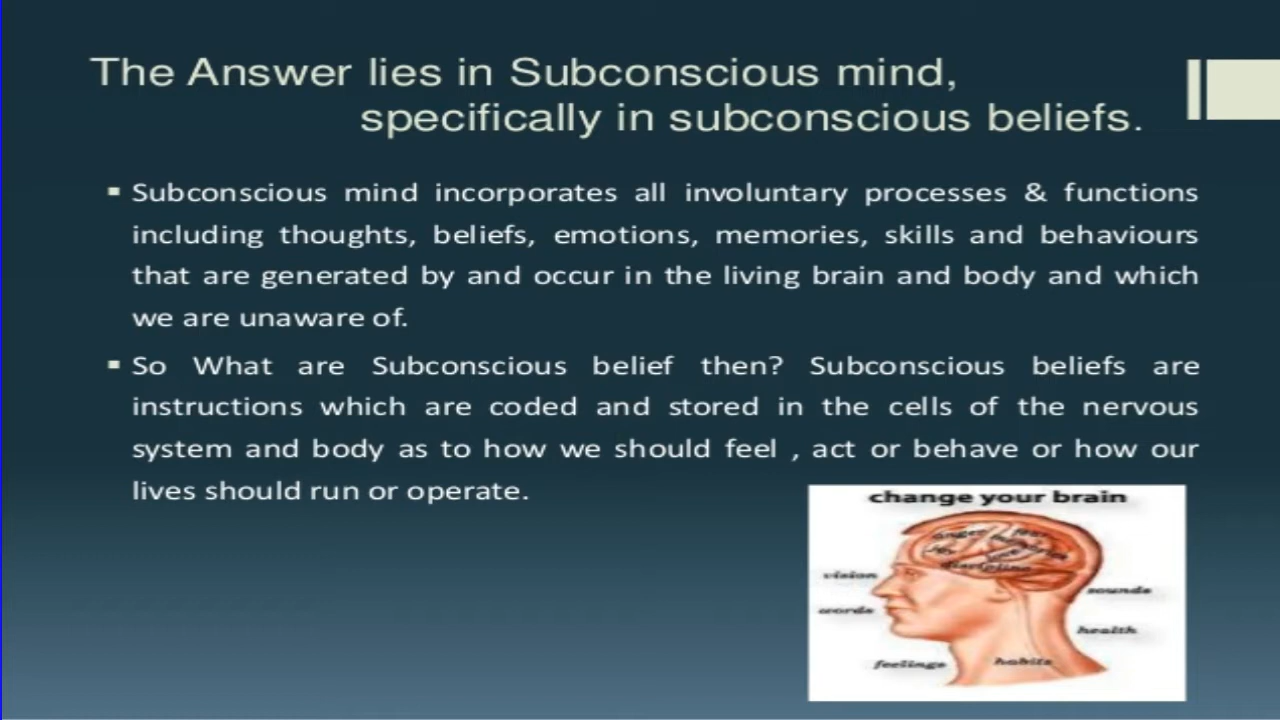 The Answer lies in Subconscious mind,
specifically in subconscious beliefs.
Subconscious mind incorporates all involuntary processes & functions
including thoughts, beliefs, emotions, memories, skills and behaviours
that are generated by and occur in the living brain and body and which
we are unaware of.
So What are Subconscious belief then? Subconscious beliefs are
instructions which are coded and stored in the cells of the nervous
system and body as to how we should feel , act or behave or how our
lives should run or operate.
change your brain
anger
discipline
vision
sounds
words
health
feelings
habits